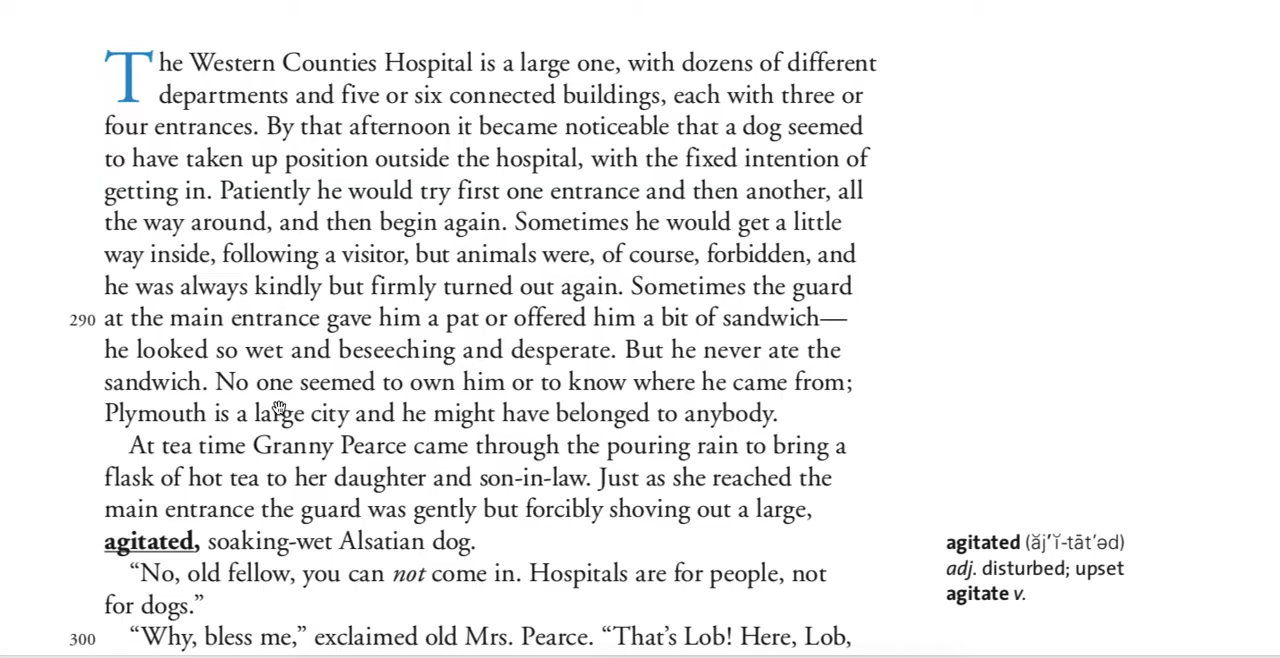 The Western Counties Hospital is a large one, with dozens of different
departments and five or six connected buildings, each with three or
four entrances. By that afternoon it became noticeable that a dog seemed
to have taken up position outside the hospital, with the fixed intention of
getting in. Patiently he would try first one entrance and then another, all
the way around, and then begin again. Sometimes he would get a little
way inside, following a visitor, but animals were, of course, forbidden, and
he was always kindly but firmly turned out again. Sometimes the guard
290 at the main entrance gave him a pat or offered him a bit of sandwich—
he looked so wet and beseeching and desperate. But he never ate the
sandwich. No one seemed to own him or to know where he came from;
Plymouth is a large city and he might have belonged to anybody.
At tea time Granny Pearce came through the pouring rain to bring a
flask of hot tea to her daughter and son-in-law. Just as she reached the
main entrance the guard was gently but forcibly shoving out a large,
agitated, soaking-wet Alsatian dog.
“No, old fellow, you can not come in. Hospitals are for people, not
for dogs.”
300 “Why, bless me,” exclaimed old Mrs. Pearce. “That’s Lob! Here, Lob,
agitated (ăj′ĭ-tāt′əd)
adj. disturbed; upset
agitate v.